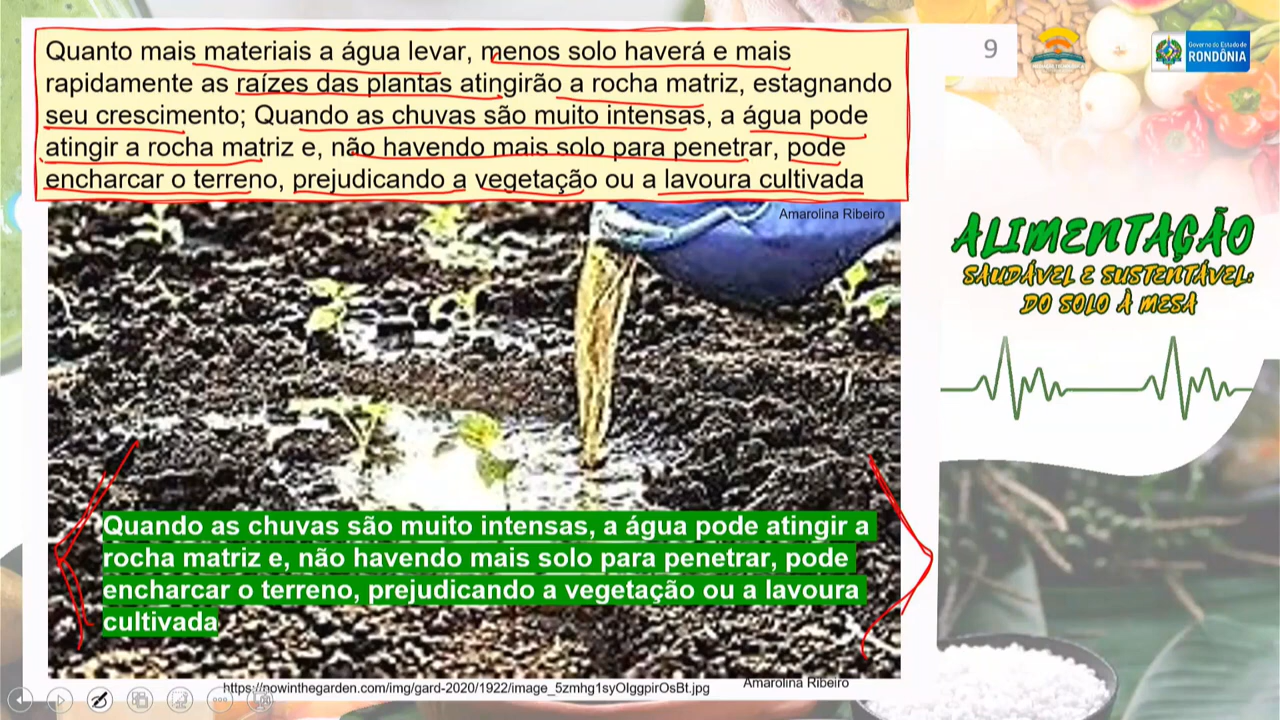 Quanto mais materiais a água levar, menos solo haverá e mais
rapidamente as raízes das plantas atingirão a rocha matriz, estagnando
seu crescimento; Quando as chuvas são muito intensas, a água pode
atingir a rocha matriz e, não havendo mais solo para penetrar, pode
encharcar o terreno, prejudicando a vegetação ou a lavoura cultivada
9
Governo do Estado de
RONDÔNIA
Amarolina Ribeiro
ALIMENTAÇÃO
SAUDÁVEL E SUSTENTÁVEL:
DO SOLO À MESA
Quando as chuvas são muito intensas, a água pode atingir a
rocha matriz e, não havendo mais solo para penetrar, pode
encharcar o terreno, prejudicando a vegetação ou a lavoura
cultivada
https://nowinthegarden.com/img/gard-2020/1922/image_5zmhg1syOIggpirOsBt.jpg
Amarolina Ribeiro